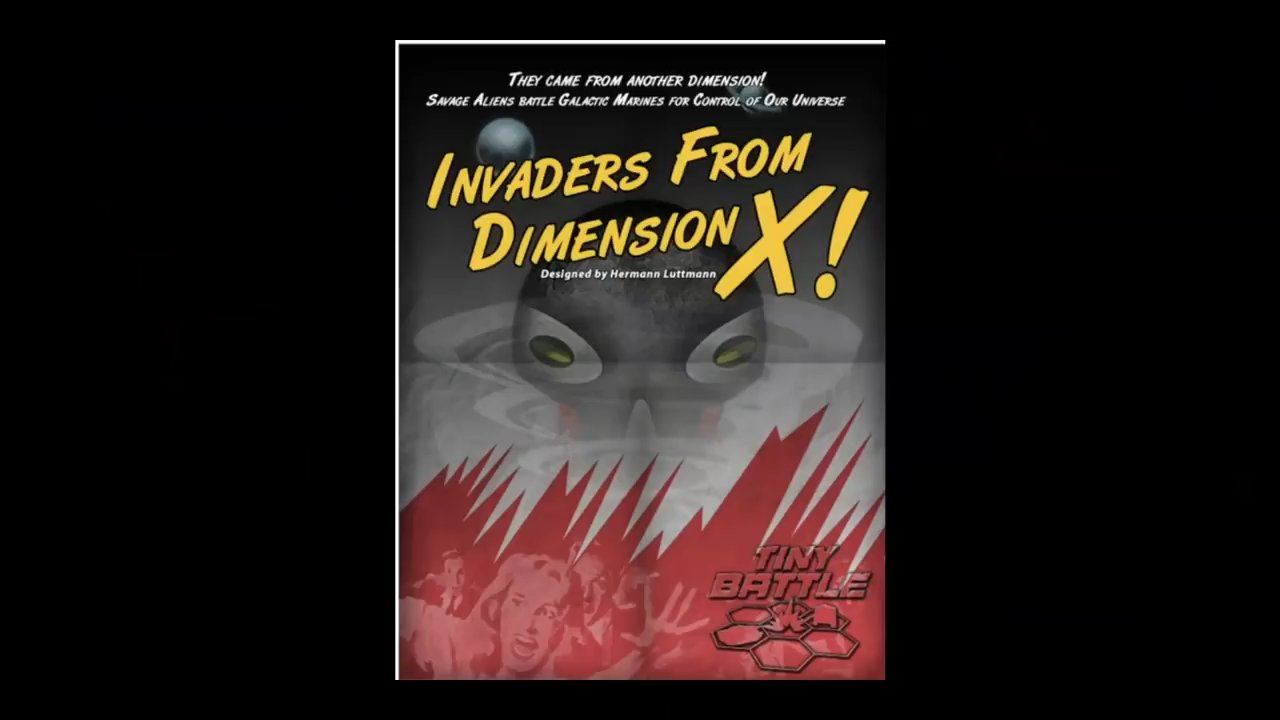 THEY CAME FROM ANOTHER DIMENSION!
SAVAGE ALIENS BATTLE GALACTIC MARINES FOR CONTROL OF OUR UNIVERSE
INVADERS FROM
DIMENSION X!
Designed by Hermann Luttmann
TINY
BATTLE